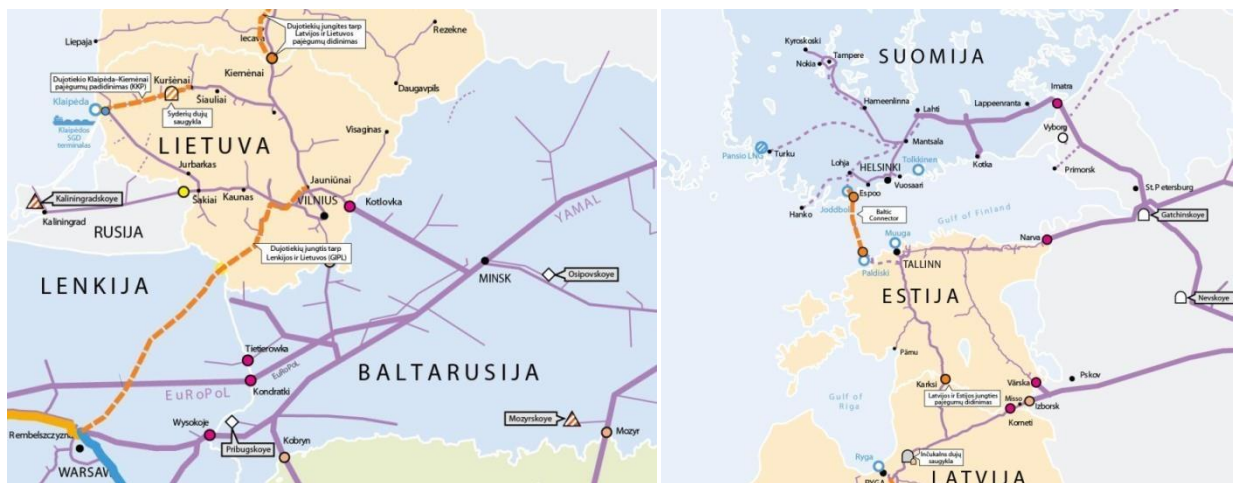 Liepaja
Iecava
Dujotiekių jungties tarp
Latvijos ir Lietuvos
pajėgumų didinimas
Rezekne
Kiemėnai
Dujotiekio Klaipėda–Kiemėnai
pajėgumų padidinimas (KKP)
Kuršėnai
Daugavpils
Klaipėda
Šiauliai
Syderių dujų
saugykla
Klaipėdos
SGD
terminalas
LIETUVA
Visaginas
Jurbarkas
Jauniūnai
Kaliningradskoye
Šakiai
Kaunas
VILNIUS
Kotlovka
Kaliningrad
RUSIJA
YAMAL
Dujotiekių jungtis tarp
Lenkijos ir Lietuvos (GIPL)
LENKIJA
MINSK
Osipovskoye
Tietierowka
EuRoPoL
BALTARUSIJA
EuRoPoL
Kondratki
Rembelszczyzna
Wysokoje
Mozyrskoye
Kobryn
Mozyr
WARSAW
Pribugskoye
Kyroskoski
Tampere
Nokia
SUOMIJA
Imatra
Hameenlinna
Lahti
Lappeenranta
Vyborg
Pansio LNG
Turku
Mantsala
Lohja
HELSINKI
Tolkkinen
Kotka
Primorsk
Vuosaari
Espoo
St.P etersburg
Hanko
Joddbol
Baltic
Connector
Gulf of Finland
Gatchinskoye
Muuga
Narva
Paldiski
TALLINN
ESTIJA
Nevskoye
Pärnu
Gulf of
Riga
Karksi
Värska
Pskov
Latvijos ir Estijos jungties
pajėgumų didinimas
Misso
Izborsk
Korneti
Ryga
Inčukalns dujų
saugykla
RYGA
LATVIJA